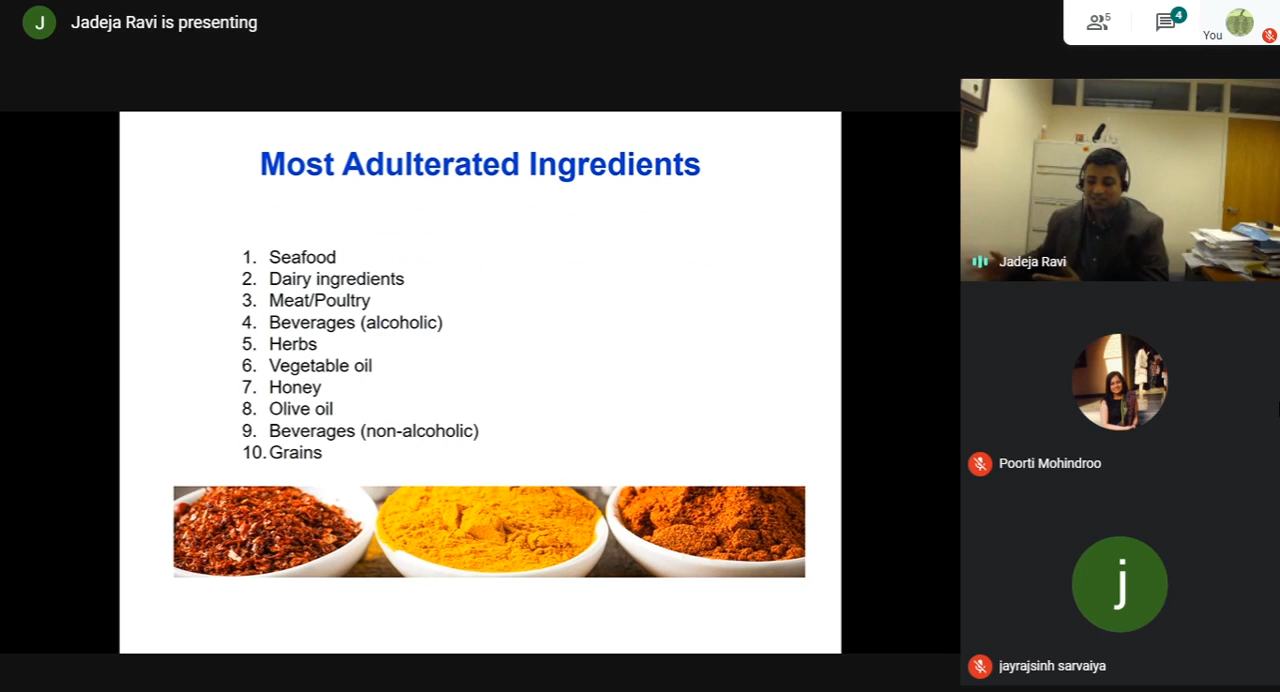 J
Jadeja Ravi is presenting
5
4
You
Most Adulterated Ingredients
1. Seafood
2. Dairy ingredients
3. Meat/Poultry
4. Beverages (alcoholic)
5. Herbs
6. Vegetable oil
7. Honey
8. Olive oil
9. Beverages (non-alcoholic)
10. Grains
Jadeja Ravi
Poorti Mohindroo
j
jayrajsinh sarvaiya